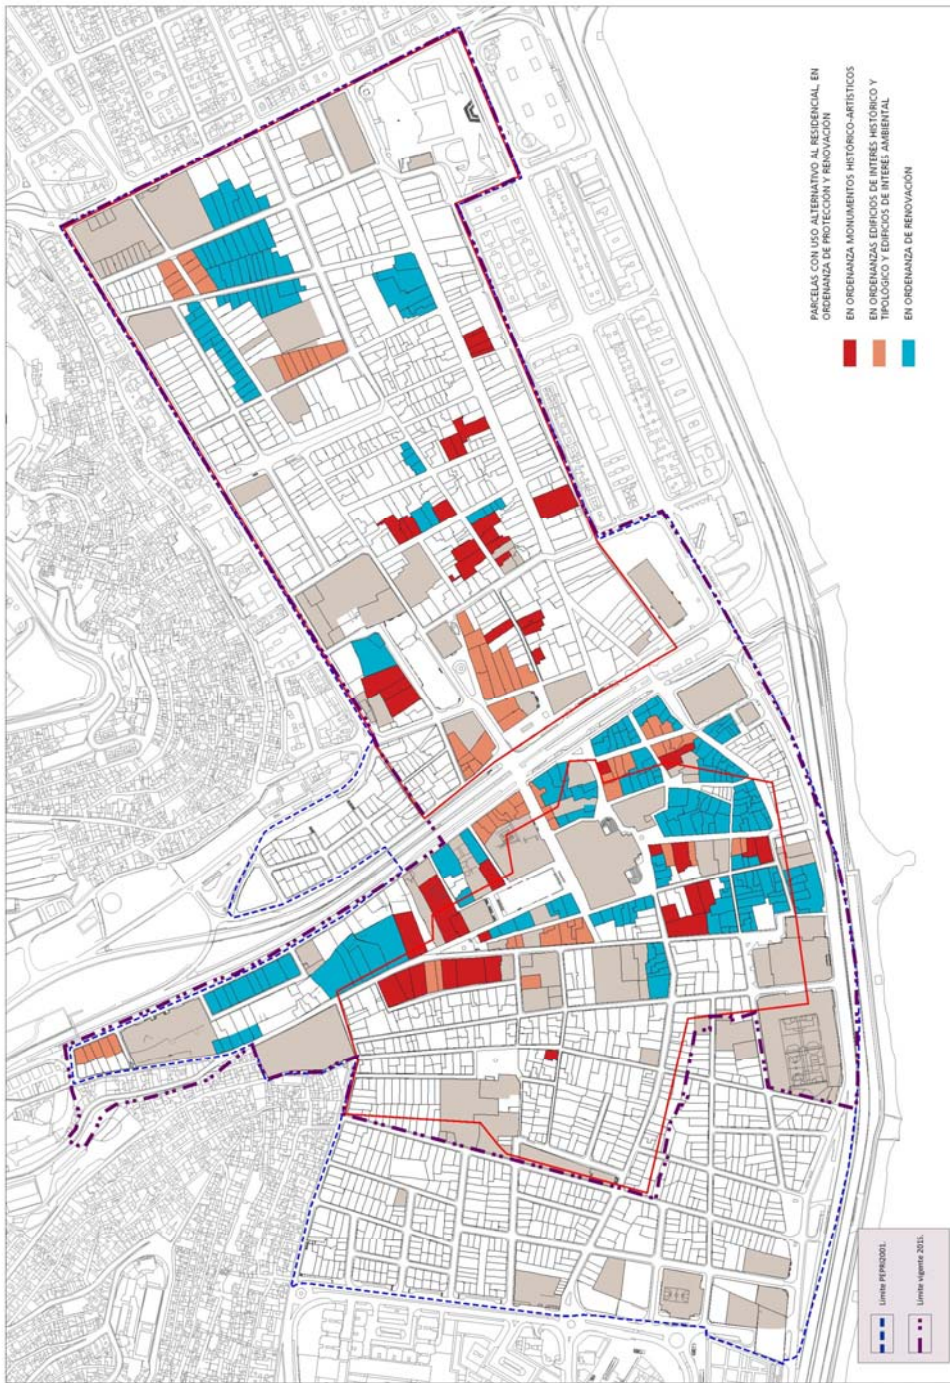 PARCELAS CON USO ALTERNATIVO AL RESIDENCIAL, EN
ORDENANZA DE PROTECCIÓN Y RENOVACIÓN
EN ORDENANZA MONUMENTOS HISTÓRICO-ARTÍSTICOS
EN ORDENANZAS EDIFICIOS DE INTERÉS HISTÓRICO Y
TIPOLÓGICO Y EDIFICIOS DE INTERÉS AMBIENTAL
EN ORDENANZA DE RENOVACIÓN
Límite PEPRI2001.
Límite vigente 2015.